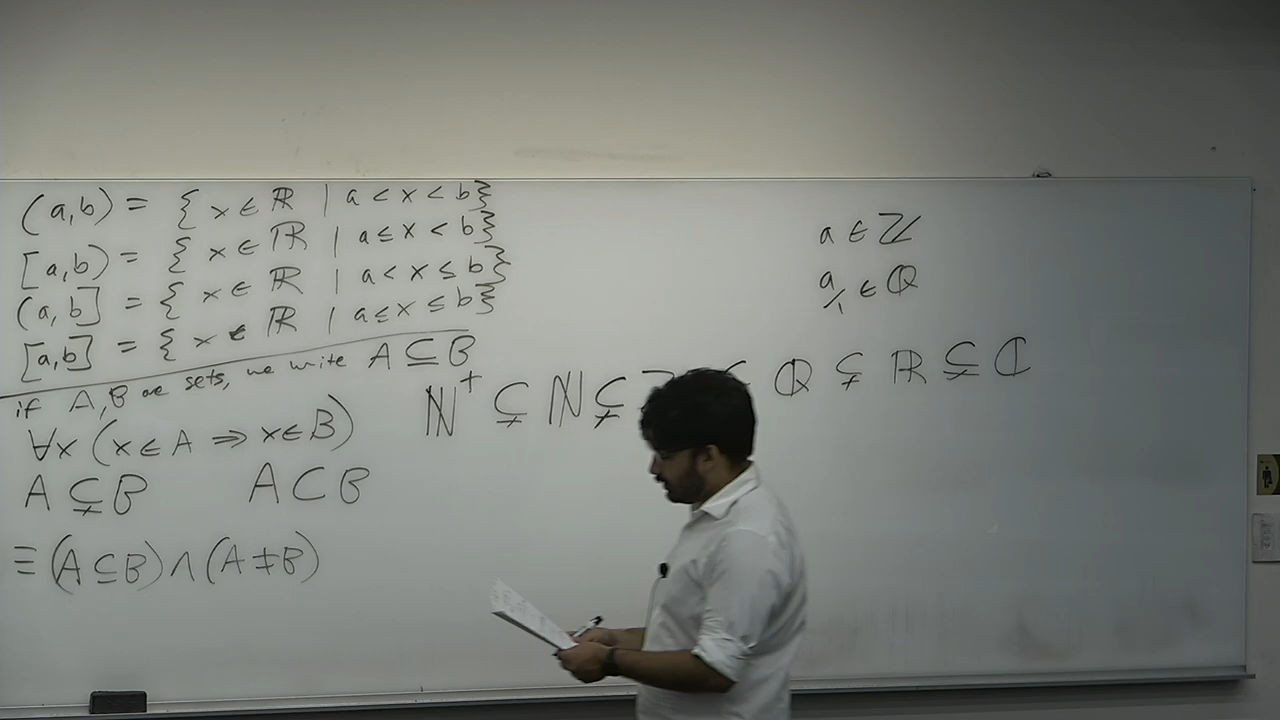 (a,b) = { x ∈ ℝ | a < x < b}
[a,b) = { x ∈ ℝ | a ≤ x < b}
(a,b] = { x ∈ ℝ | a < x ≤ b}
[a,b] = { x ∈ ℝ | a ≤ x ≤ b}
if A,B are sets, we write A ⊆ B
∀x (x ∈ A ⇒ x ∈ B)
A ⊊ B A ⊂ B
≡ (A ⊆ B) ∧ (A ≠ B)
a ∈ ℤ
a/1 ∈ ℚ
ℕ⁺ ⊊ ℕ ⊊ ℚ ⊊ ℝ ⊊ ℂ